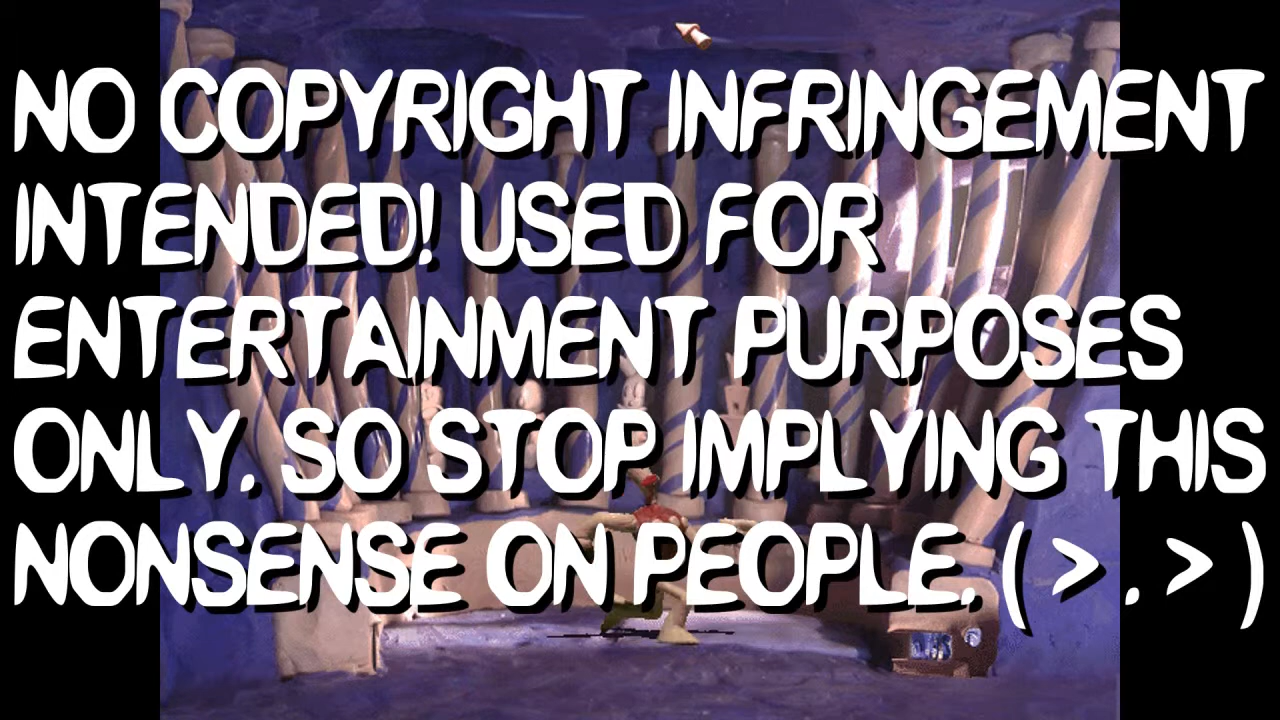 NO COPYRIGHT INFRINGEMENT
INTENDED! USED FOR
ENTERTAINMENT PURPOSES
ONLY. SO STOP IMPLYING THIS
NONSENSE ON PEOPLE. ( > . > )